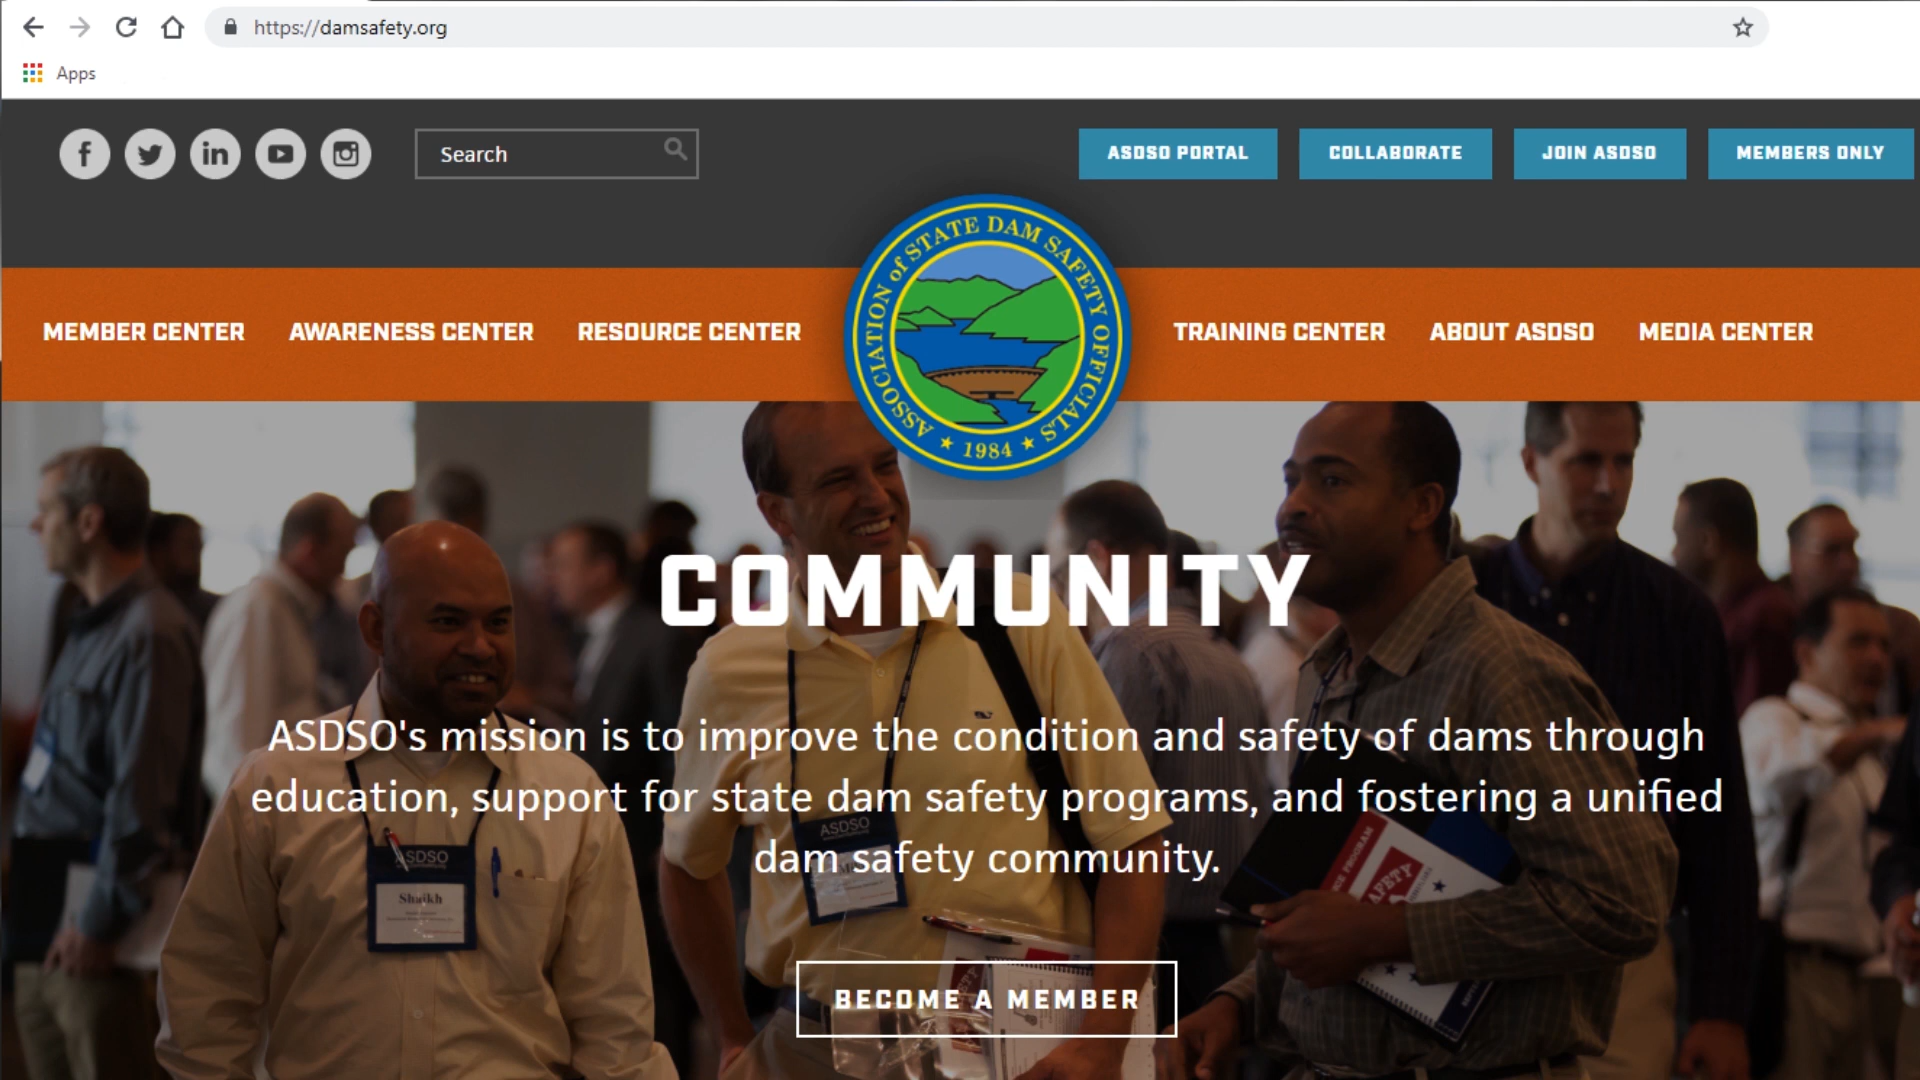 https://damsafety.org
Apps
Search
ASDSO PORTAL
COLLABORATE
JOIN ASDSO
MEMBERS ONLY
MEMBER CENTER
AWARENESS CENTER
RESOURCE CENTER
ASSOCIATION of STATE DAM SAFETY OFFICIALS
1984
TRAINING CENTER
ABOUT ASDSO
MEDIA CENTER
COMMUNITY
ASDSO's mission is to improve the condition and safety of dams through
education, support for state dam safety programs, and fostering a unified
dam safety community.
ASDSO
Shaikh
ASDSO
PROGRAM
BECOME A MEMBER